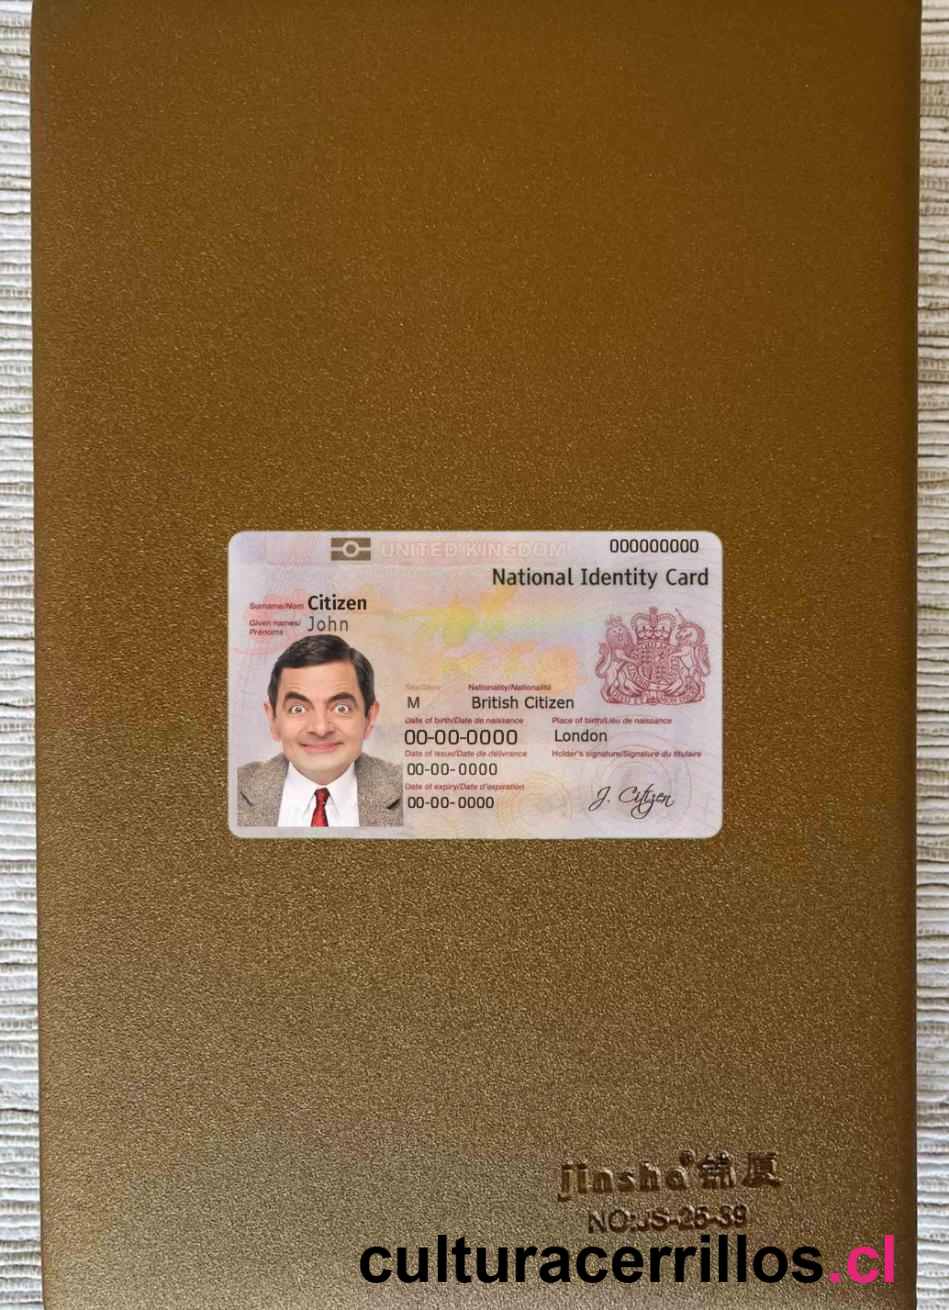 UNITED KINGDOM
000000000
National Identity Card
Surname/Nom Citizen
Given names/
Prénoms John
Nationality/Nationalité
M British Citizen
Date of birth/Date de naissance Place of birth/Lieu de naissance
00-00-0000 London
Date of issue/Date de délivrance Holder's signature/Signature du titulaire
00-00-0000
Date of expiry/Date d'expiration
00-00-0000
J. Citizen
jinsha
NO:JS-25-39
culturacerrillos.cl